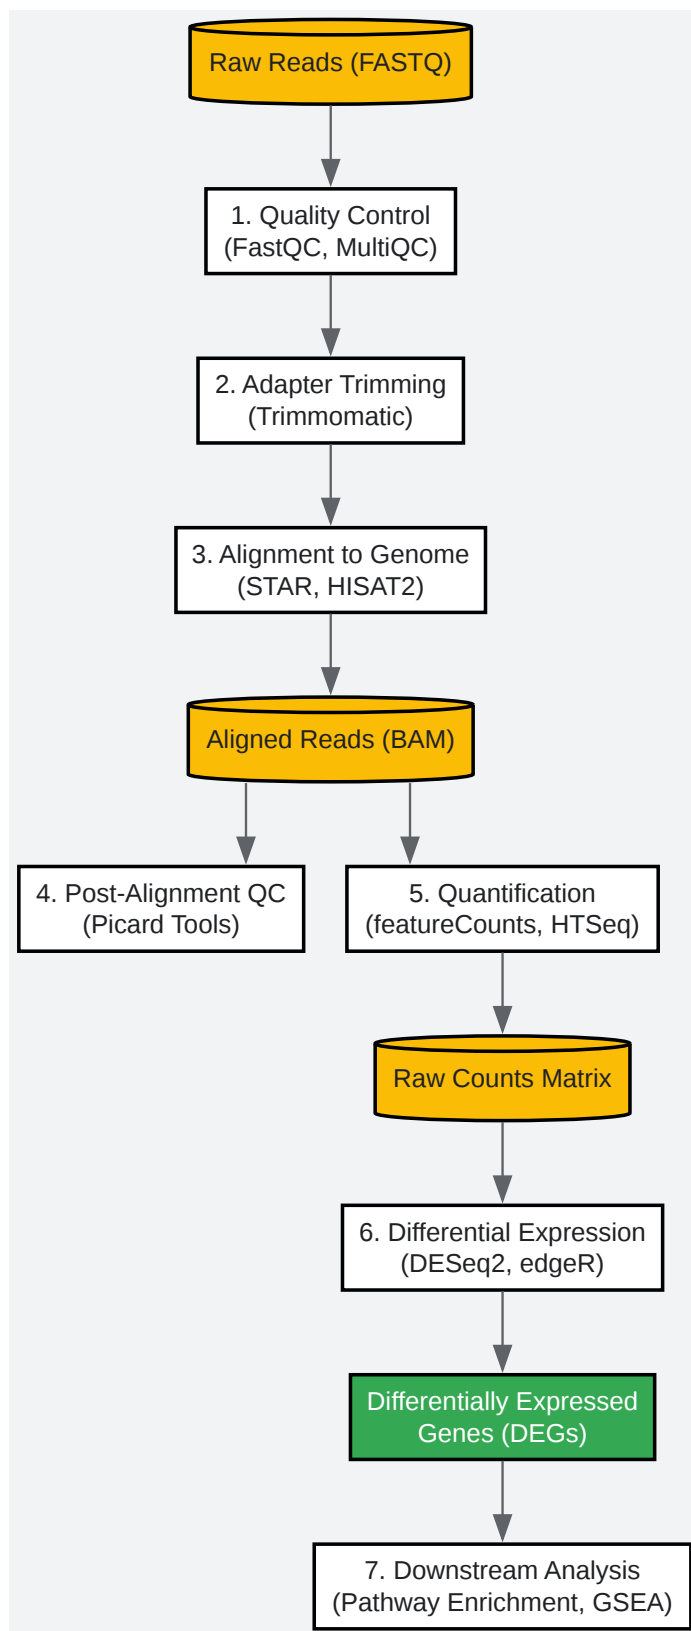 Raw Reads (FASTQ)
1. Quality Control
(FastQC, MultiQC)
2. Adapter Trimming
(Trimmomatic)
3. Alignment to Genome
(STAR, HISAT2)
Aligned Reads (BAM)
4. Post-Alignment QC
(Picard Tools)
5. Quantification
(featureCounts, HTSeq)
Raw Counts Matrix
6. Differential Expression
(DESeq2, edgeR)
Differentially Expressed
Genes (DEGs)
7. Downstream Analysis
(Pathway Enrichment, GSEA)